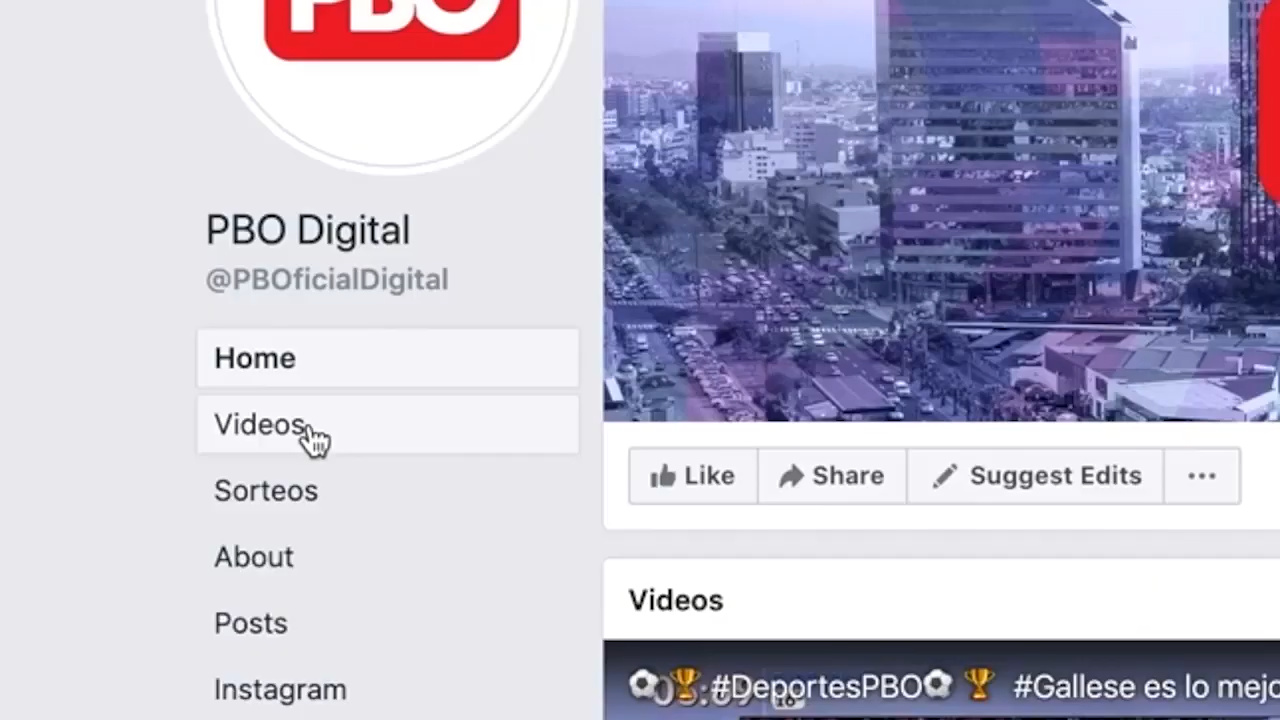 PBO
PBO Digital
@PBOficialDigital
Home
Videos
Sorteos
About
Posts
Instagram
Like
Share
Suggest Edits
Videos
⚽🏆 #DeportesPBO⚽🏆 #Gallese es lo mejo